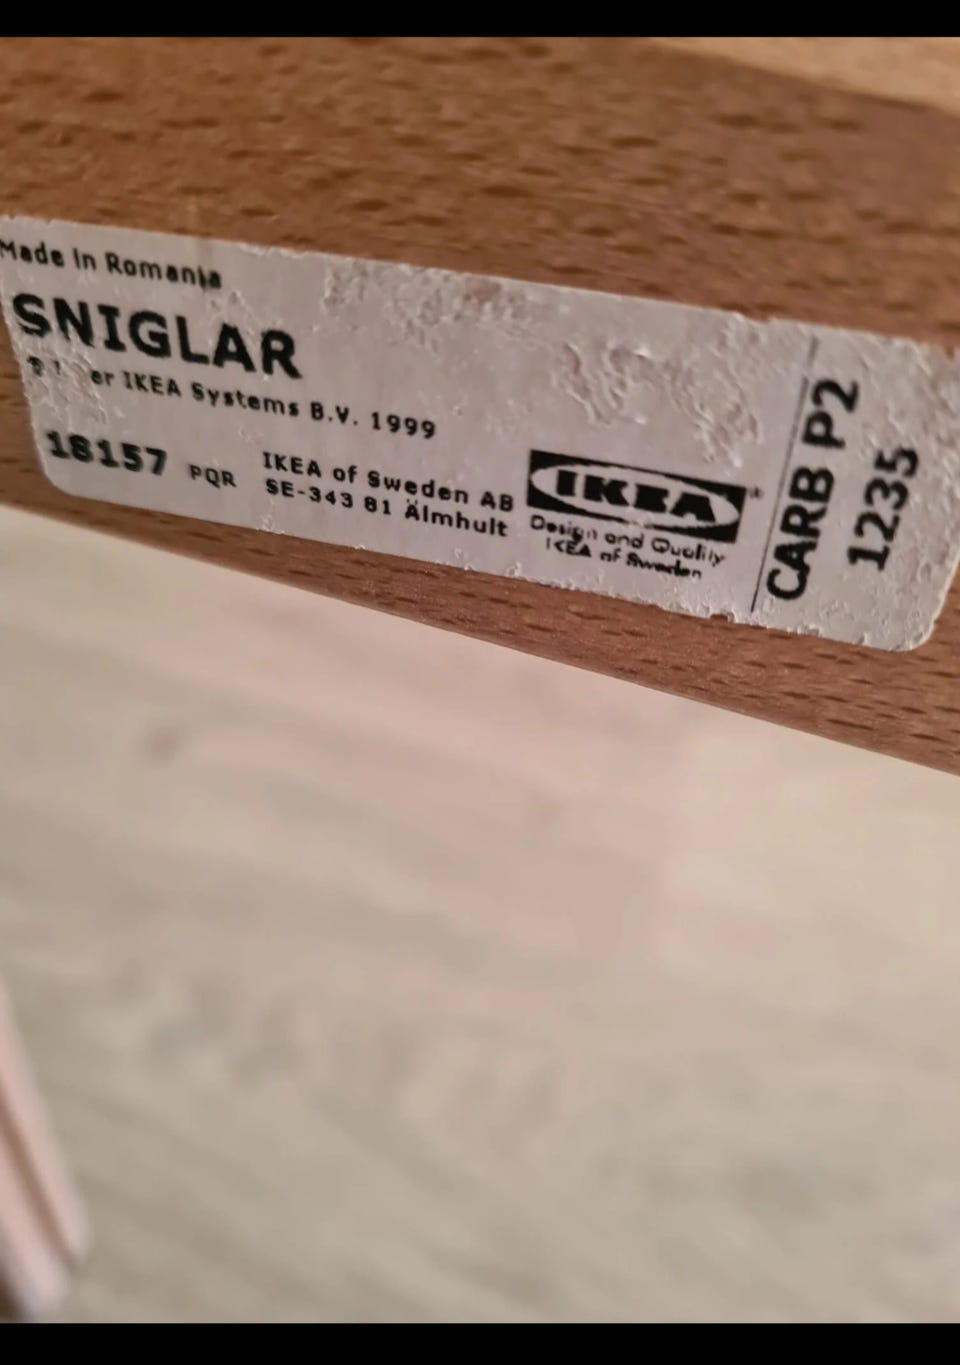 Made in Romania
SNIGLAR
IKEA Systems B.V. 1999
18157 PQR
IKEA of Sweden AB
SE-343 81 Älmhult
IKEA®
Design and Quality
IKEA of Sweden
CARB P2
1235